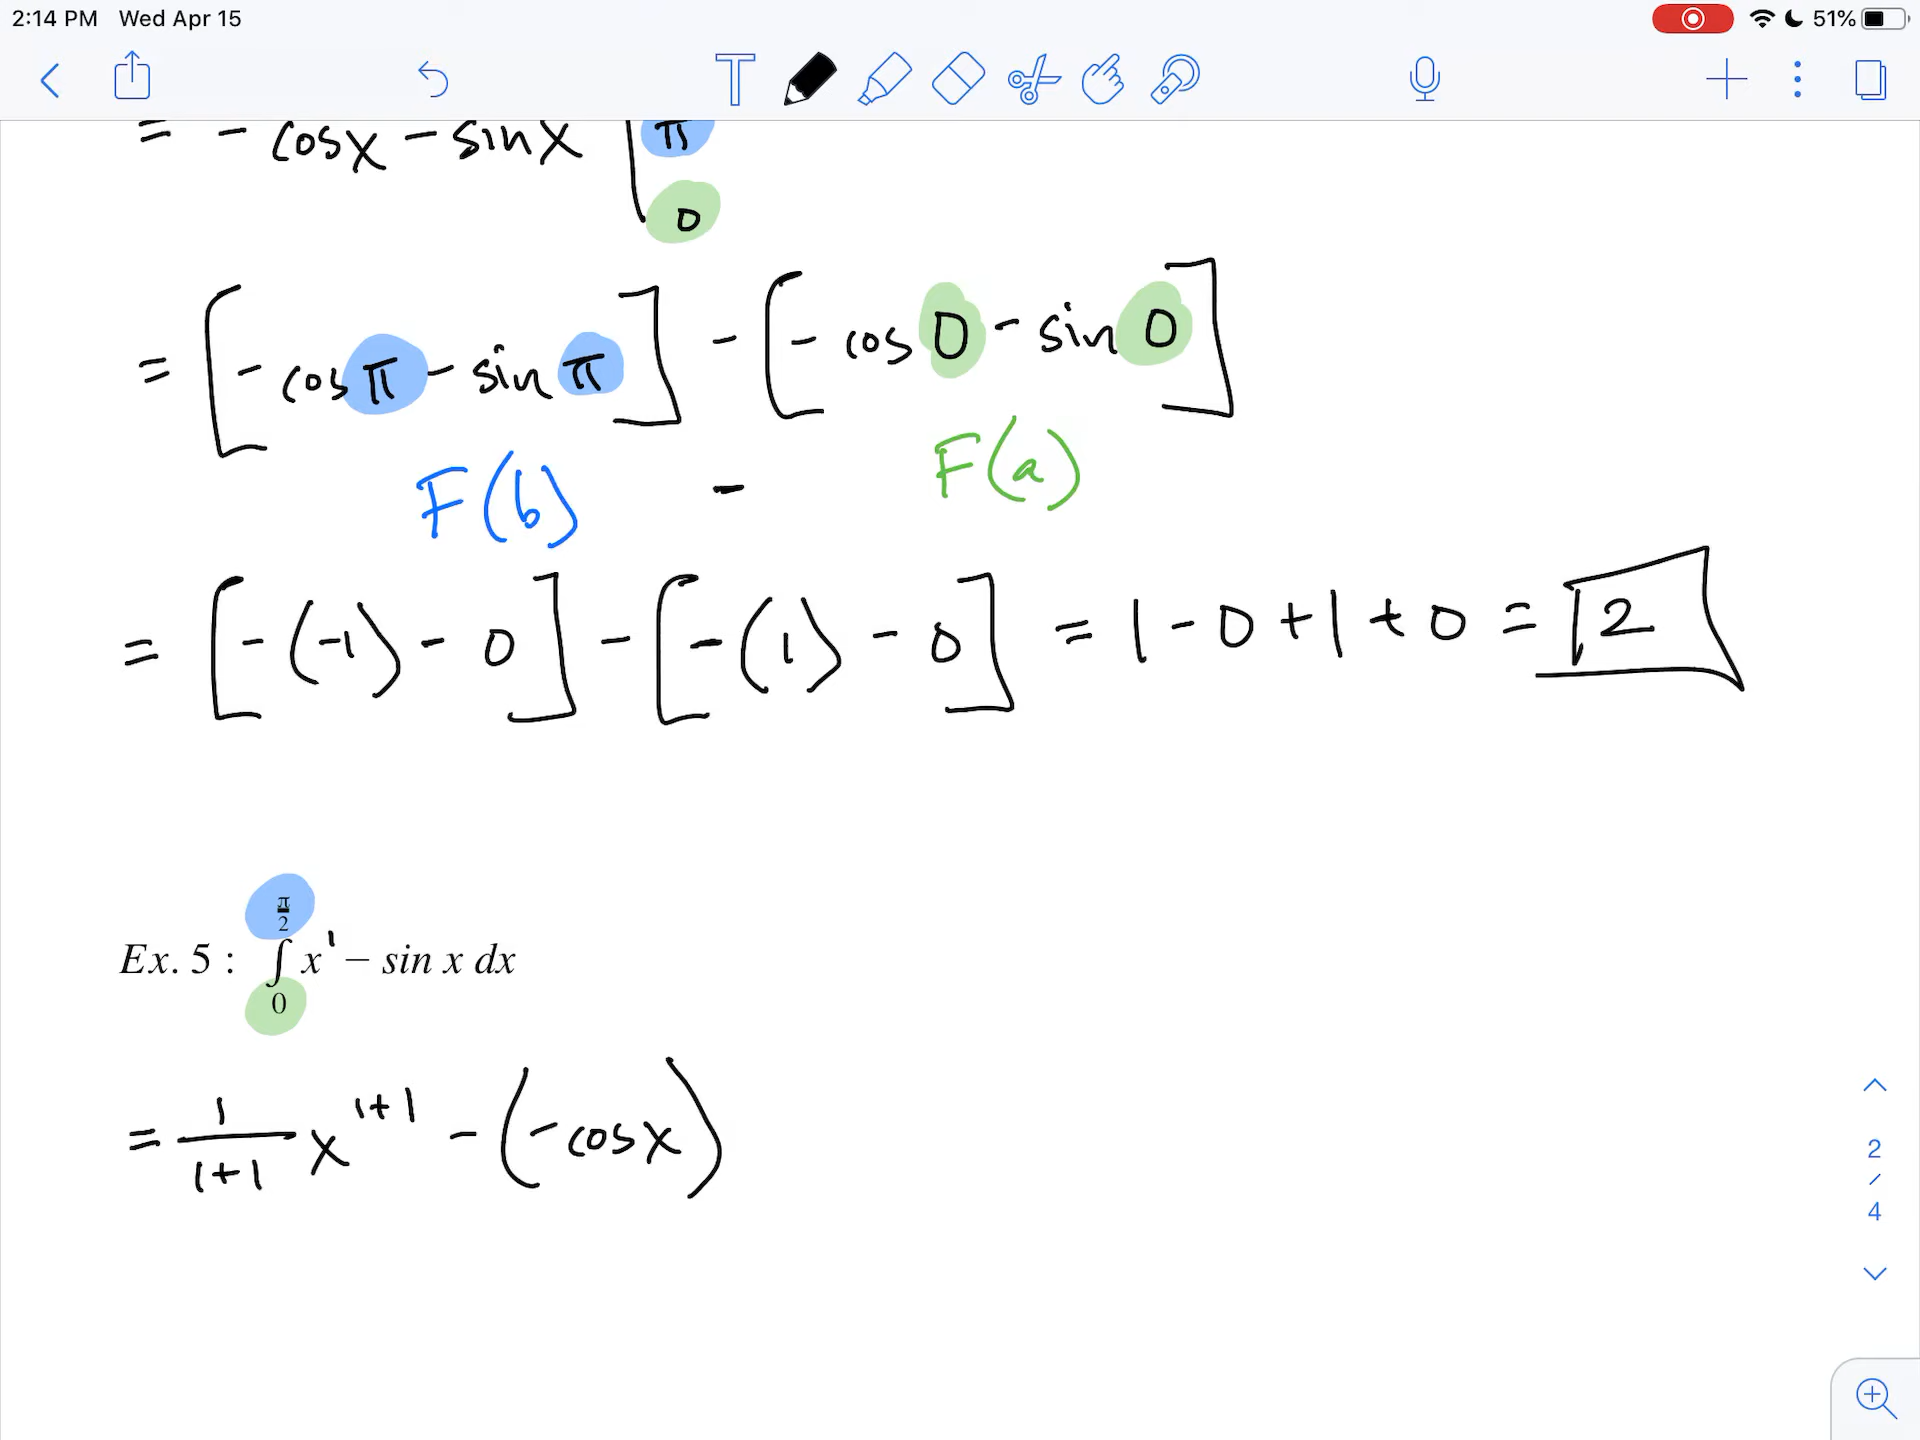 2:14 PM Wed Apr 15 51%
= - cosx - sinx | π
0
= [- cos π - sin π] - [- cos 0 - sin 0]
F(b) - F(a)
= [-(-1) - 0] - [-(1) - 0] = 1 - 0 + 1 + 0 = 2
π/2
Ex. 5 : ∫ x¹ − sin x dx
0
= 1/(1+1) x^(1+1) - (-cosx)
2
/
4